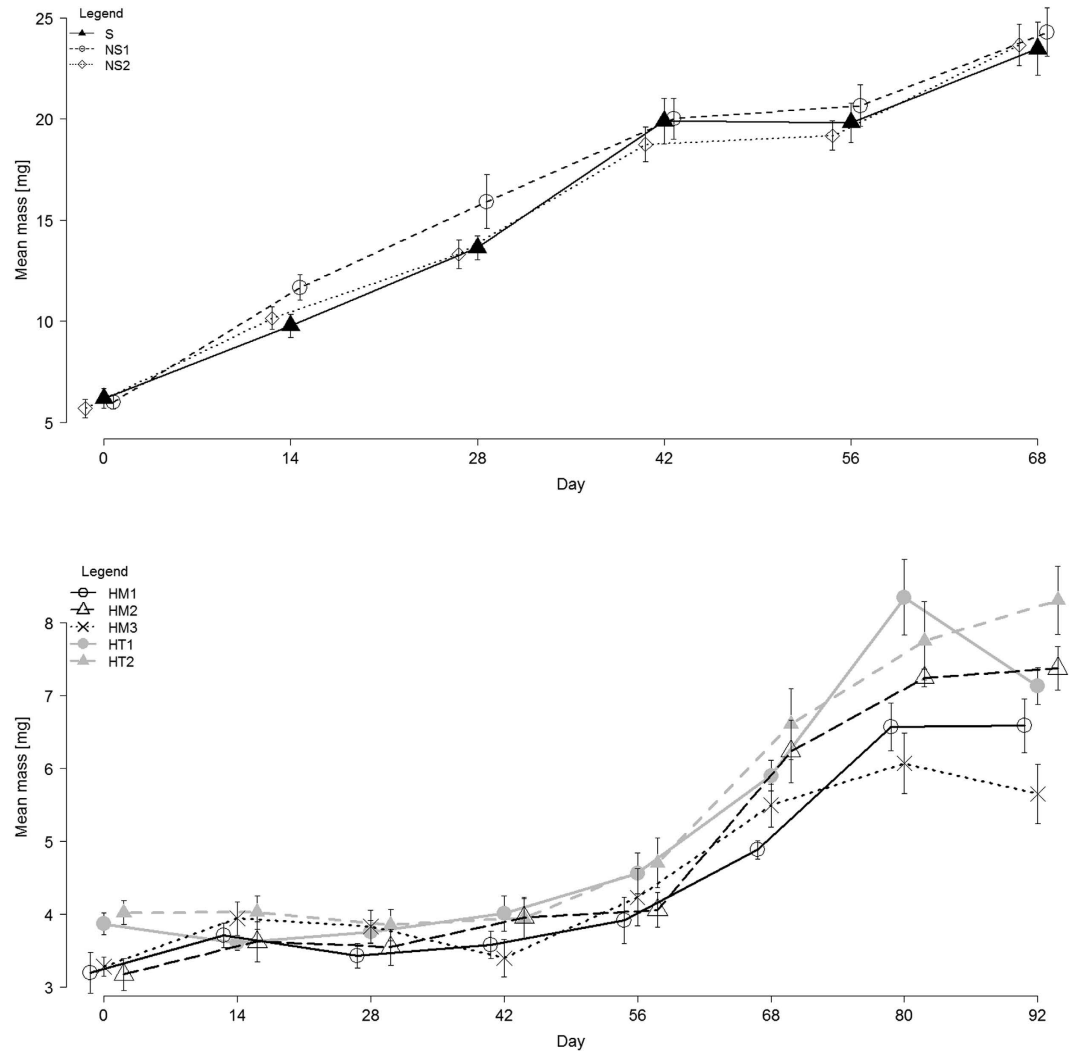 Legend
S
NS1
NS2
25
20
15
10
5
Mean mass [mg]
0 14 28 42 56 68
Day
Legend
HM1
HM2
HM3
HT1
HT2
8
7
6
5
4
3
Mean mass [mg]
0 14 28 42 56 68 80 92
Day